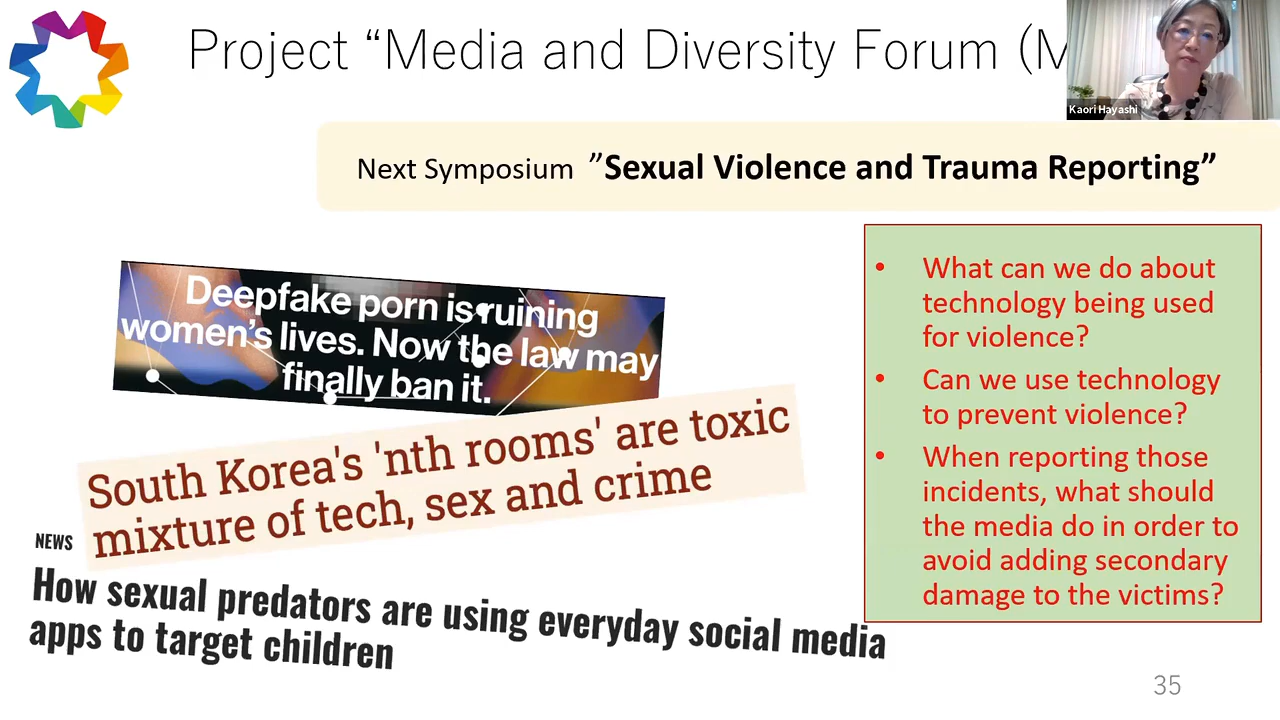 Project “Media and Diversity Forum (M
Kaori Hayashi
Next Symposium ”Sexual Violence and Trauma Reporting”
Deepfake porn is ruining
women’s lives. Now the law may
finally ban it.
South Korea's 'nth rooms' are toxic
mixture of tech, sex and crime
NEWS
How sexual predators are using everyday social media
apps to target children
• What can we do about
technology being used
for violence?
• Can we use technology
to prevent violence?
• When reporting those
incidents, what should
the media do in order to
avoid adding secondary
damage to the victims?
35